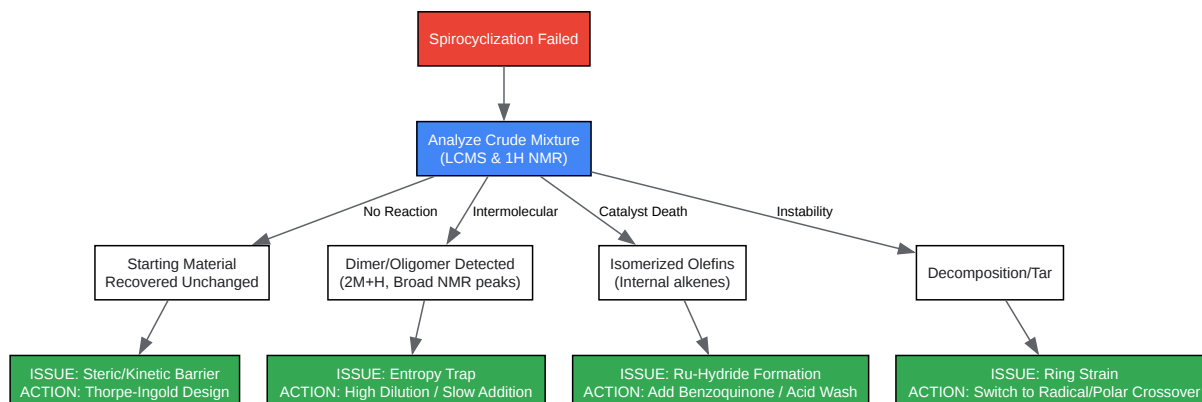 Spirocyclization Failed
Analyze Crude Mixture
(LCMS & 1H NMR)
No Reaction
Intermolecular
Catalyst Death
Instability
Starting Material
Recovered Unchanged
Dimer/Oligomer Detected
(2M+H, Broad NMR peaks)
Isomerized Olefins
(Internal alkenes)
Decomposition/Tar
ISSUE: Steric/Kinetic Barrier
ACTION: Thorpe-Ingold Design
ISSUE: Entropy Trap
ACTION: High Dilution / Slow Addition
ISSUE: Ru-Hydride Formation
ACTION: Add Benzoquinone / Acid Wash
ISSUE: Ring Strain
ACTION: Switch to Radical/Polar Crossover